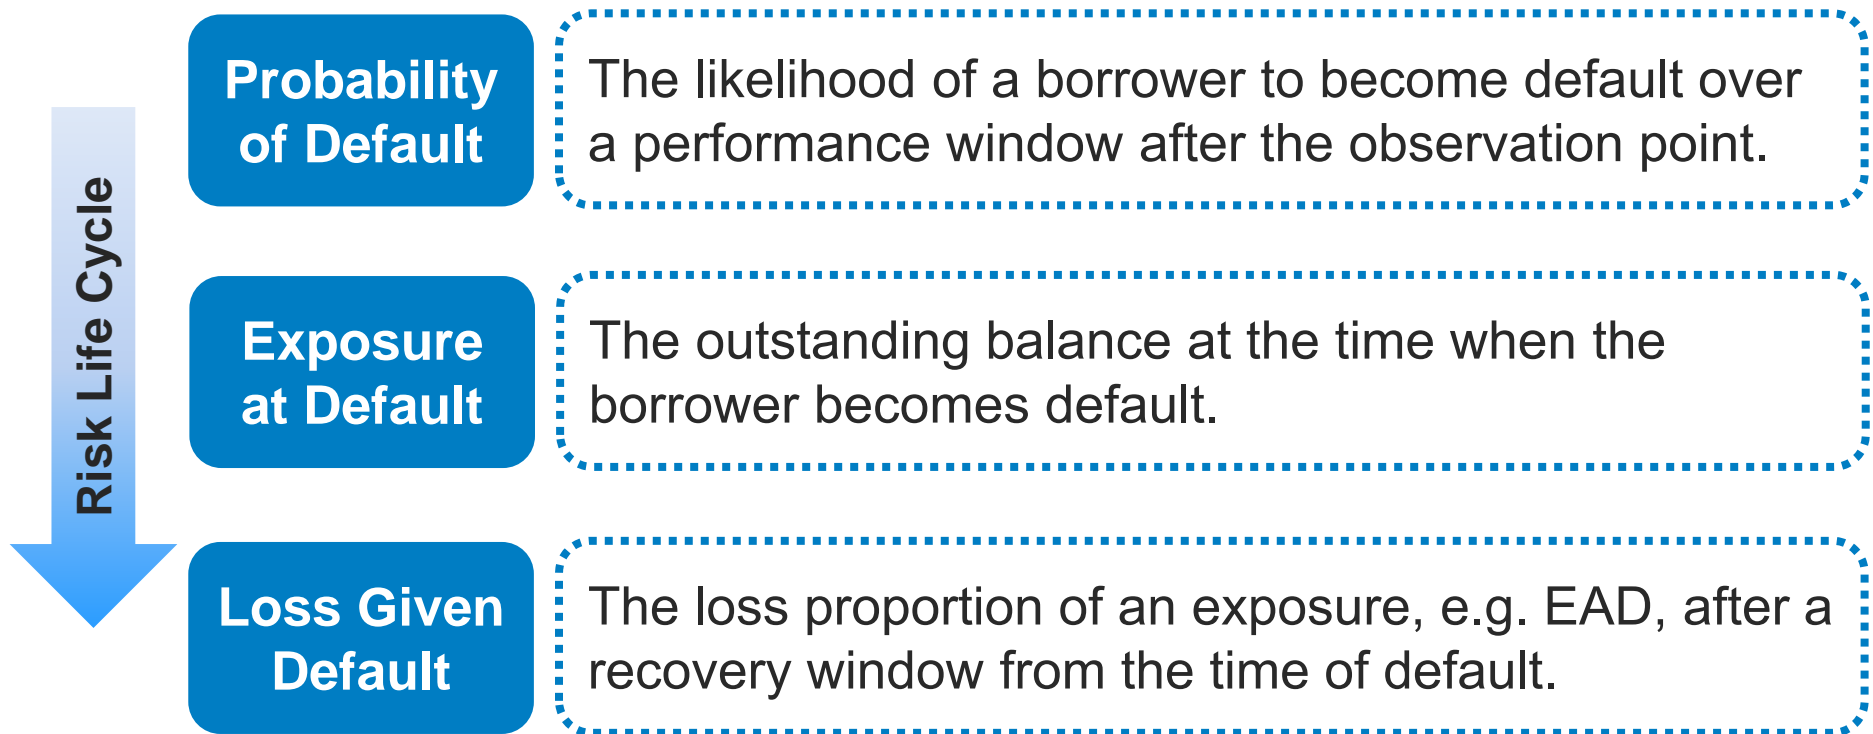 Risk Life Cycle
Probability
of Default
The likelihood of a borrower to become default over
a performance window after the observation point.
Exposure
at Default
The outstanding balance at the time when the
borrower becomes default.
Loss Given
Default
The loss proportion of an exposure, e.g. EAD, after a
recovery window from the time of default.